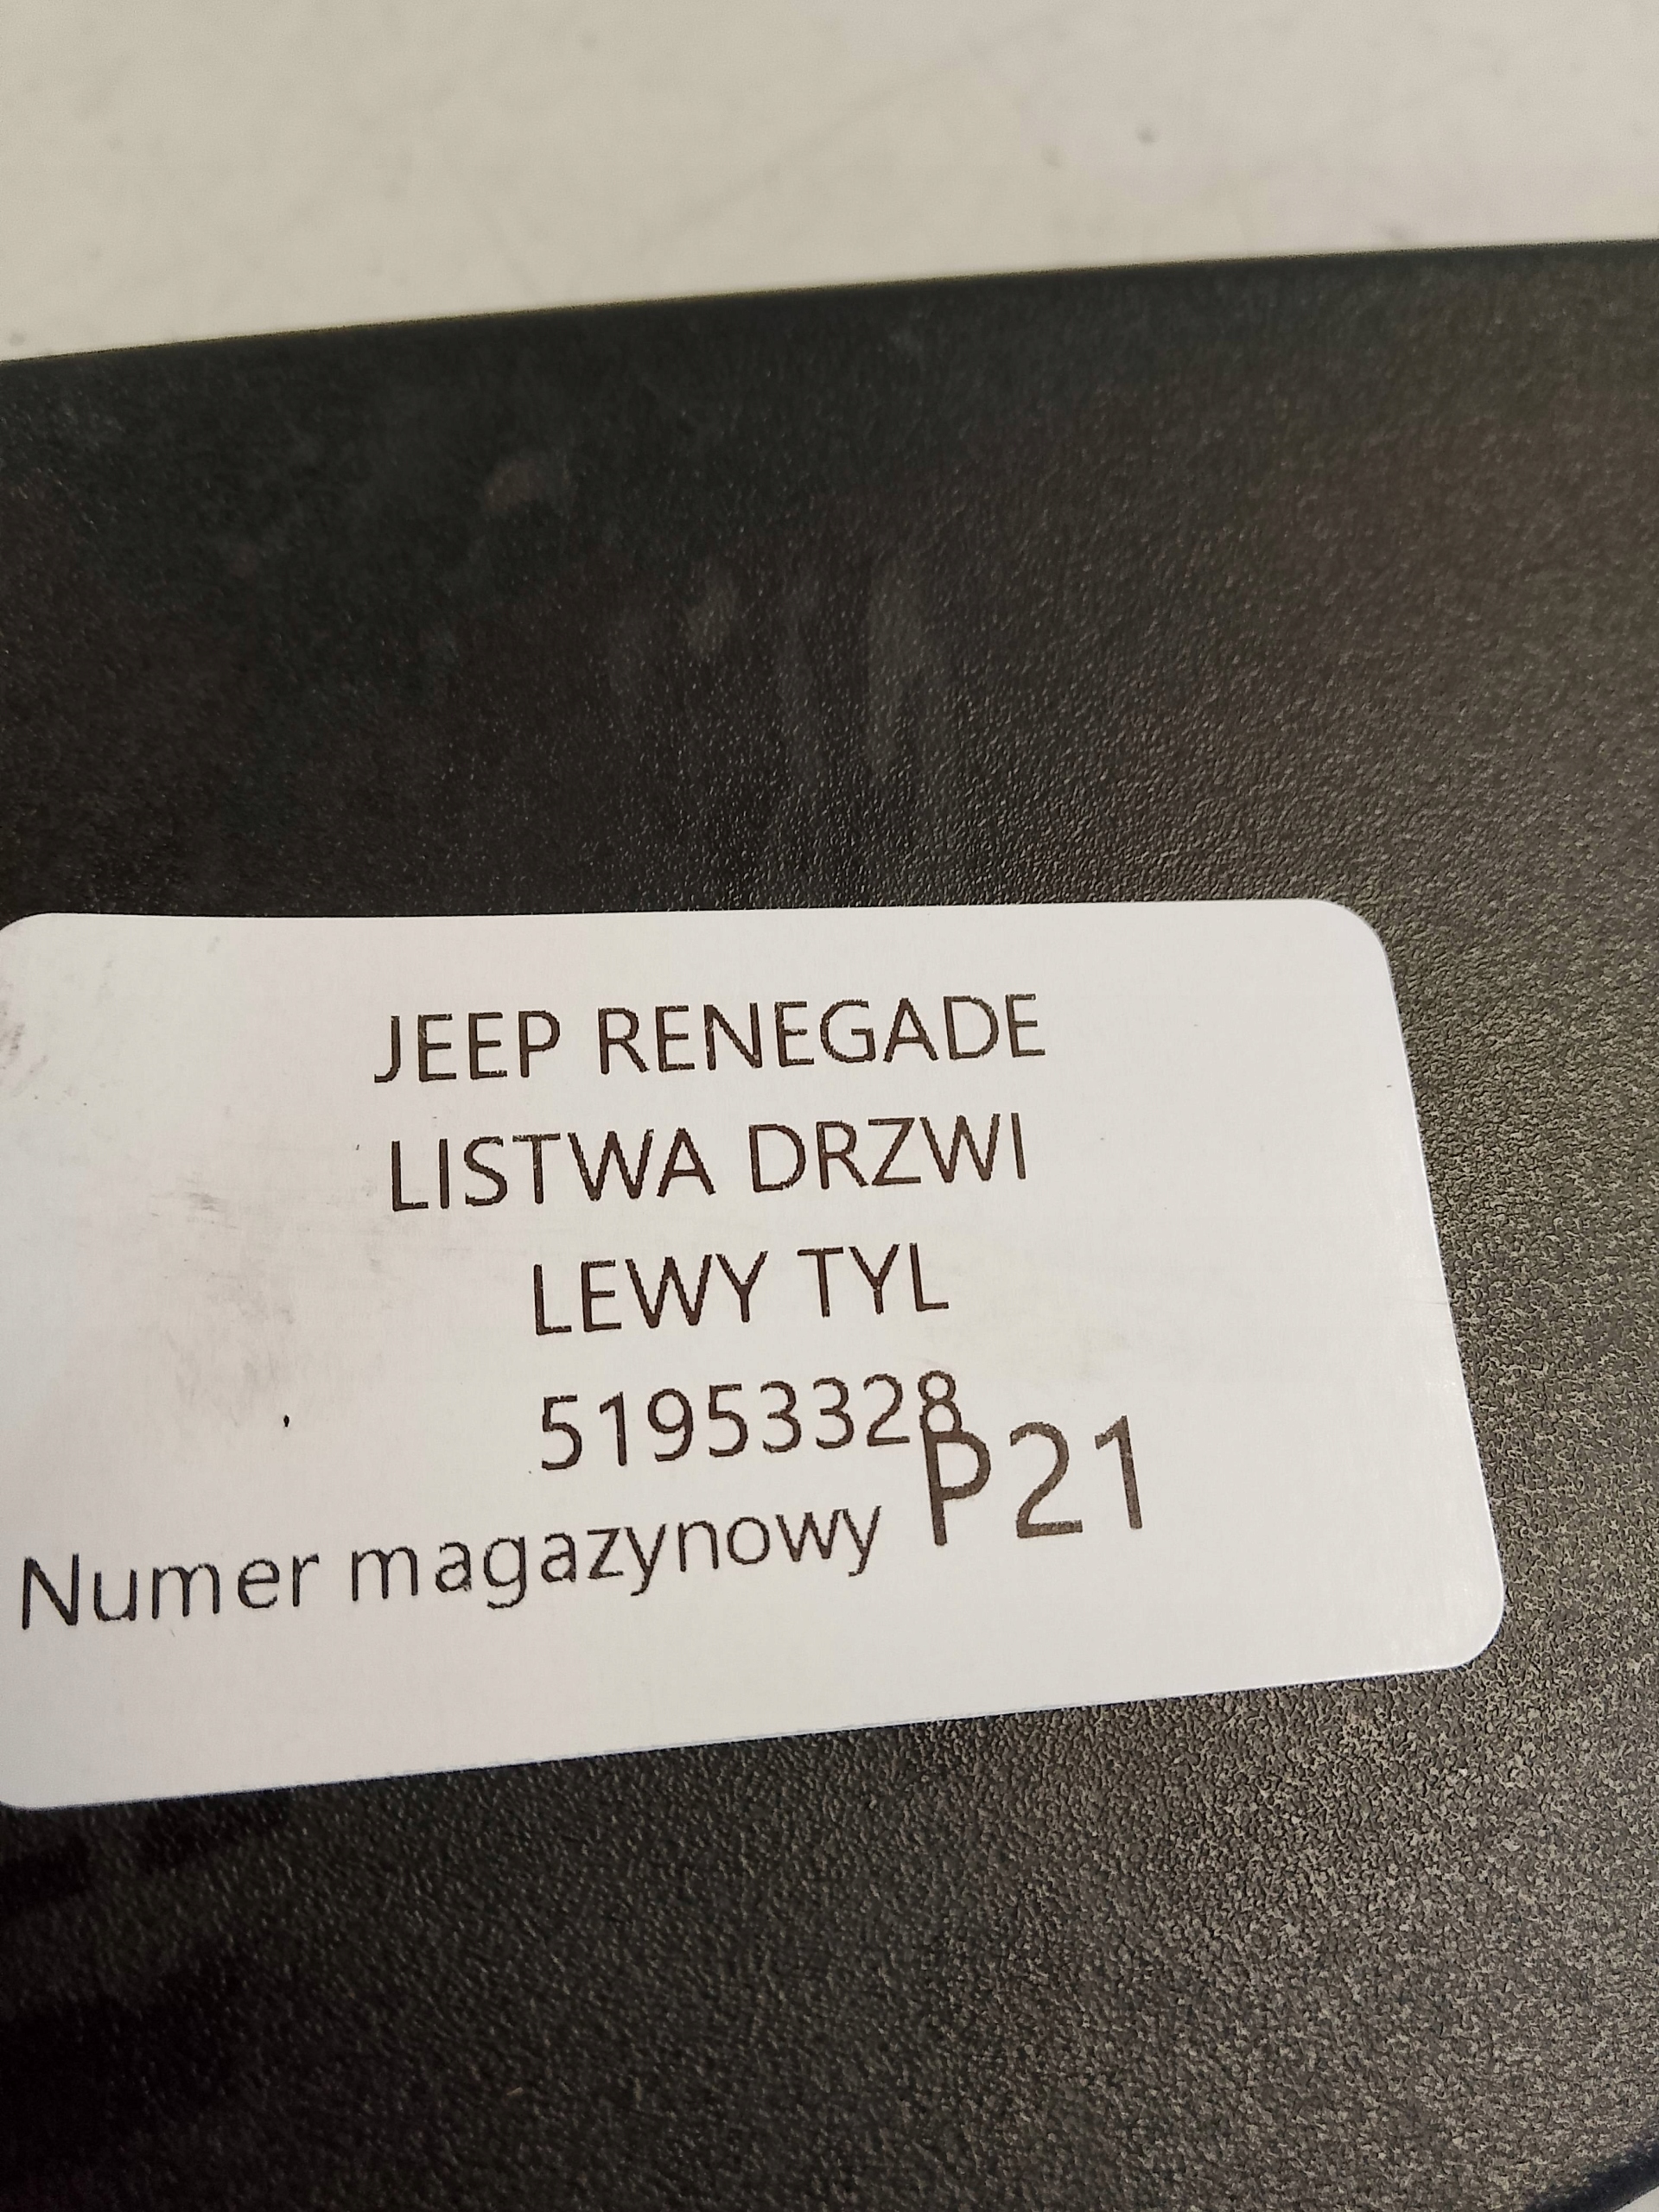 JEEP RENEGADE
LISTWA DRZWI
LEWY TYL
51953328
Numer magazynowy P21